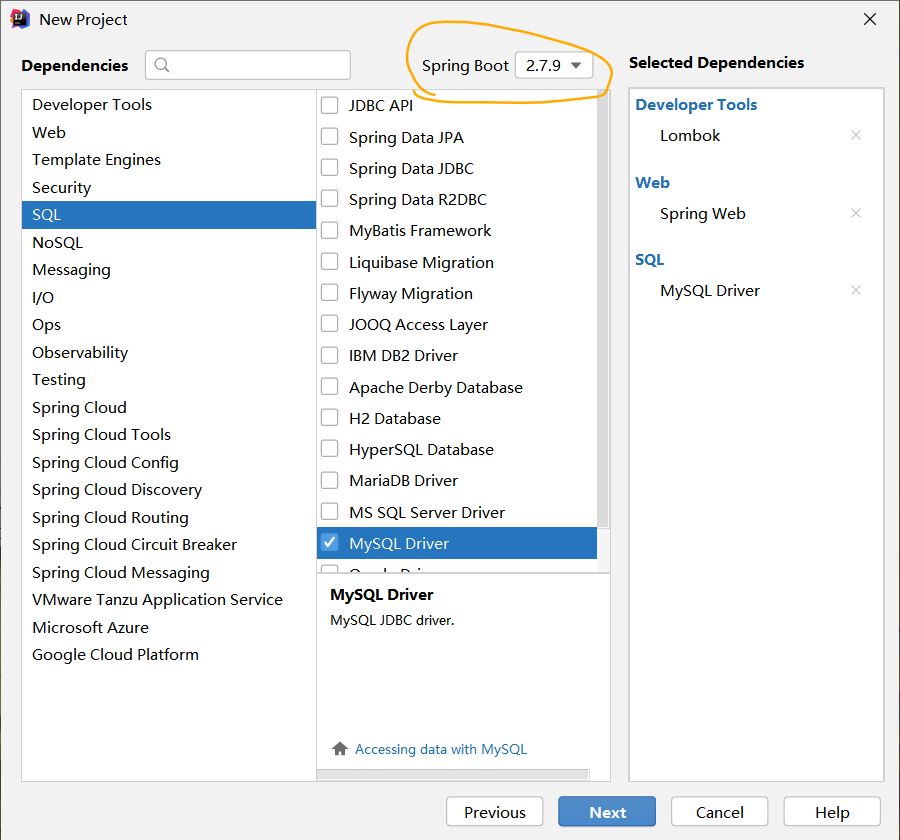 New Project
Dependencies
Spring Boot 2.7.9
Selected Dependencies
Developer Tools
Web
Template Engines
Security
SQL
NoSQL
Messaging
I/O
Ops
Observability
Testing
Spring Cloud
Spring Cloud Tools
Spring Cloud Config
Spring Cloud Discovery
Spring Cloud Routing
Spring Cloud Circuit Breaker
Spring Cloud Messaging
VMware Tanzu Application Service
Microsoft Azure
Google Cloud Platform
JDBC API
Spring Data JPA
Spring Data JDBC
Spring Data R2DBC
MyBatis Framework
Liquibase Migration
Flyway Migration
JOOQ Access Layer
IBM DB2 Driver
Apache Derby Database
H2 Database
HyperSQL Database
MariaDB Driver
MS SQL Server Driver
MySQL Driver
MySQL Driver
MySQL JDBC driver.
Accessing data with MySQL
Developer Tools
Lombok
Web
Spring Web
SQL
MySQL Driver
Previous
Next
Cancel
Help